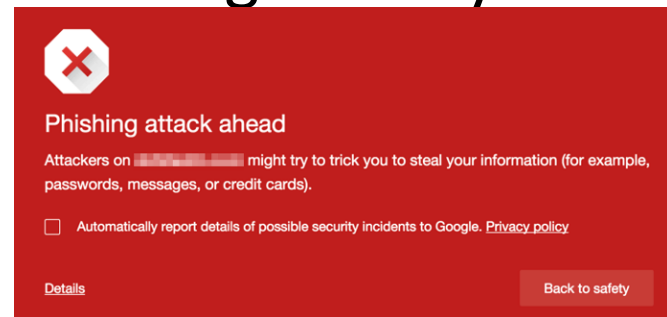 Phishing attack ahead
Attackers on might try to trick you to steal your information (for example,
passwords, messages, or credit cards).
Automatically report details of possible security incidents to Google. Privacy policy
Details
Back to safety